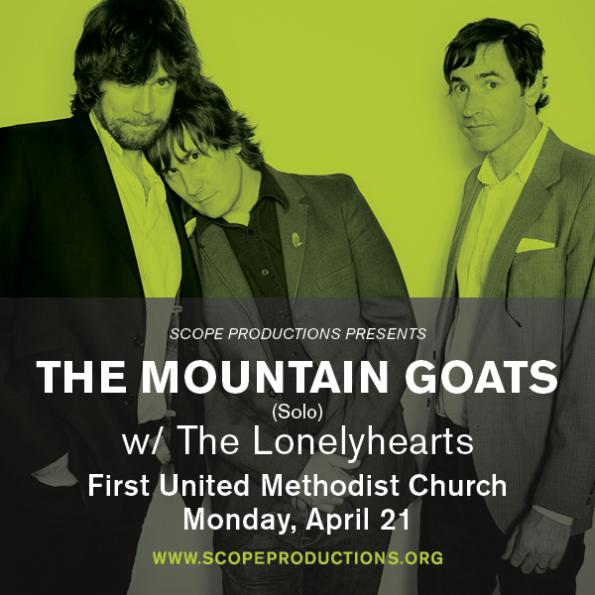 SCOPE PRODUCTIONS PRESENTS
THE MOUNTAIN GOATS
(Solo)
w/ The Lonelyhearts
First United Methodist Church
Monday, April 21
WWW.SCOPEPRODUCTIONS.ORG